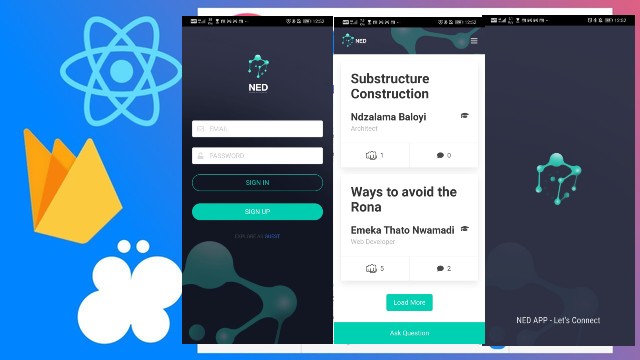 12:52
NED
EMAIL
PASSWORD
SIGN IN
SIGN UP
EXPLORE AS GUEST
12:52
NED
Substructure
Construction
Ndzalama Baloyi
Architect
1
0
Ways to avoid the
Rona
Emeka Thato Nwamadi
Web Developer
5
2
Load More
Ask Question
12:52
NED APP - Let's Connect